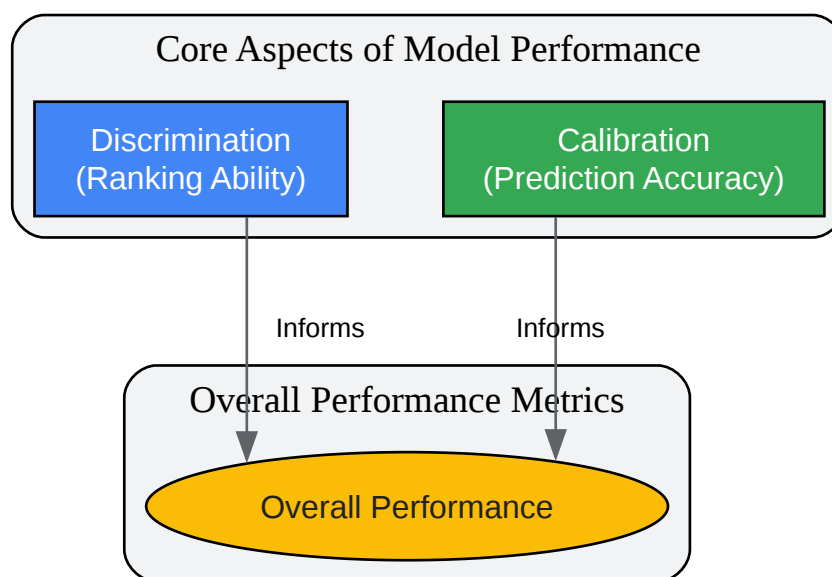 Core Aspects of Model Performance
Discrimination
(Ranking Ability)
Calibration
(Prediction Accuracy)
Informs
Informs
Overall Performance Metrics
Overall Performance